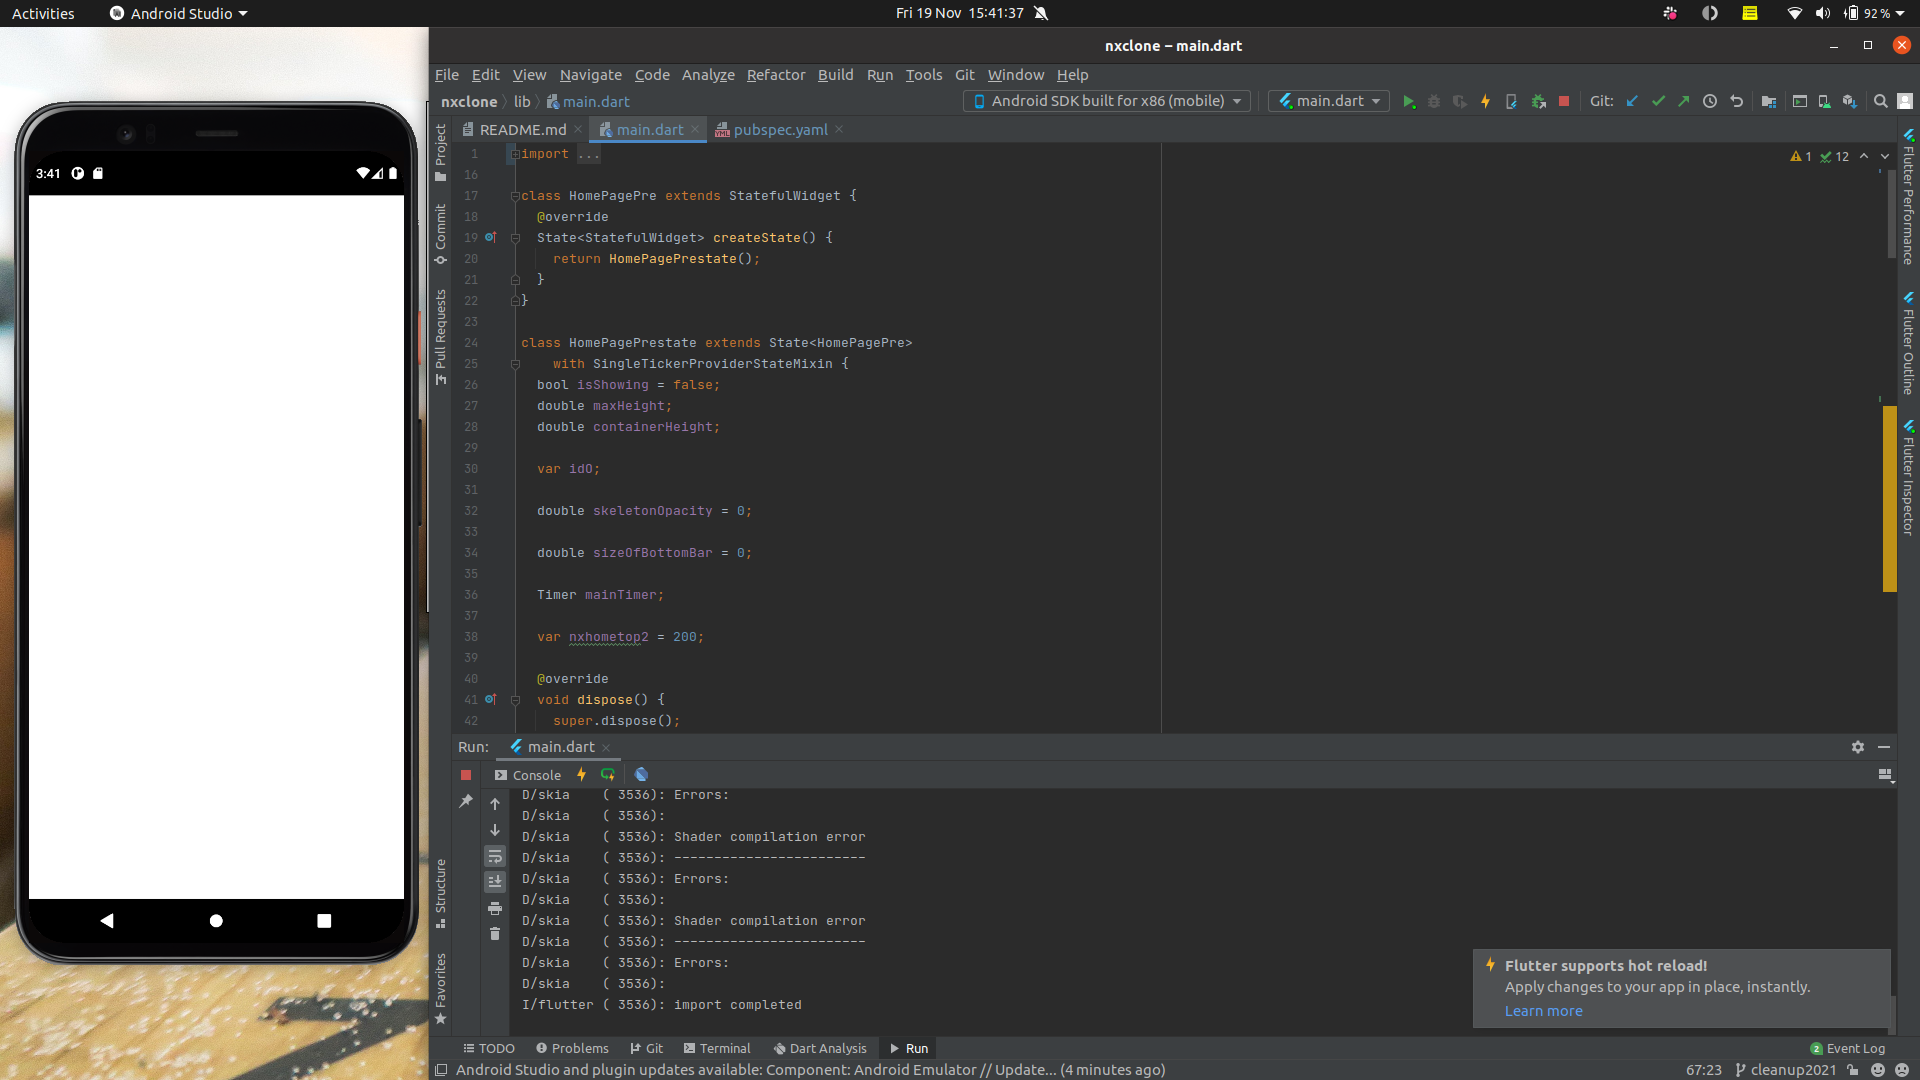 Activities
Android Studio
Fri 19 Nov 15:41:37
92 %
nxclone – main.dart
File Edit View Navigate Code Analyze Refactor Build Run Tools Git Window Help
nxclone lib main.dart
Android SDK built for x86 (mobile)
main.dart
Git:
README.md
main.dart
pubspec.yaml
3:41
Project
Commit
Pull Requests
Structure
Favorites
1 import ...
16
17 class HomePagePre extends StatefulWidget {
18 @override
19 State<StatefulWidget> createState() {
20 return HomePagePrestate();
21 }
22 }
23
24 class HomePagePrestate extends State<HomePagePre>
25 with SingleTickerProviderStateMixin {
26 bool isShowing = false;
27 double maxHeight;
28 double containerHeight;
29
30 var idO;
31
32 double skeletonOpacity = 0;
33
34 double sizeOfBottomBar = 0;
35
36 Timer mainTimer;
37
38 var nxhometop2 = 200;
39
40 @override
41 void dispose() {
42 super.dispose();
1 12
Flutter Performance
Flutter Outline
Flutter Inspector
Run: main.dart
Console
D/skia ( 3536): Errors:
D/skia ( 3536):
D/skia ( 3536): Shader compilation error
D/skia ( 3536): ------------------------
D/skia ( 3536): Errors:
D/skia ( 3536):
D/skia ( 3536): Shader compilation error
D/skia ( 3536): ------------------------
D/skia ( 3536): Errors:
D/skia ( 3536):
I/flutter ( 3536): import completed
Flutter supports hot reload!
Apply changes to your app in place, instantly.
Learn more
TODO Problems Git Terminal Dart Analysis Run
2 Event Log
Android Studio and plugin updates available: Component: Android Emulator // Update... (4 minutes ago)
67:23 cleanup2021